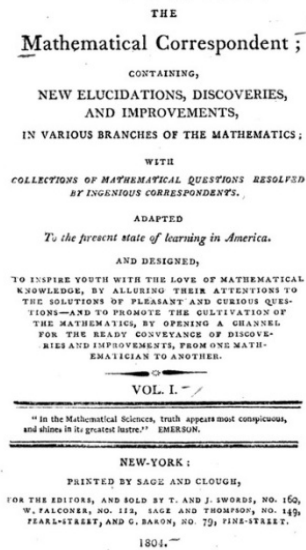 THE
Mathematical Correspondent;
CONTAINING,
NEW ELUCIDATIONS, DISCOVERIES,
AND IMPROVEMENTS,
IN VARIOUS BRANCHES OF THE MATHEMATICS;
WITH
COLLECTIONS OF MATHEMATICAL QUESTIONS RESOLVED
BY INGENIOUS CORRESPONDENTS.
ADAPTED
To the present state of learning in America.
AND DESIGNED,
TO INSPIRE YOUTH WITH THE LOVE OF MATHEMATICAL
KNOWLEDGE, BY ALLURING THEIR ATTENTIONS TO
THE SOLUTIONS OF PLEASANT AND CURIOUS QUES-
TIONS—AND TO PROMOTE THE CULTIVATION OF
THE MATHEMATICS, BY OPENING A CHANNEL
FOR THE READY CONVEYANCE OF DISCOVE-
RIES AND IMPROVEMENTS, FROM ONE MATH-
EMATICIAN TO ANOTHER.
VOL. I.
"In the Mathematical Sciences, truth appears most conspicuous,
and shines in its greatest lustre." EMERSON.
NEW-YORK:
PRINTED BY SAGE AND CLOUGH,
FOR THE EDITORS, AND SOLD BY T. AND J. SWORDS, NO. 160,
W. FALCONER, NO. 112, SAGE AND THOMPSON, NO. 149,
PEARL-STREET, AND G. BARON, NO. 79, PINE-STREET.
1804.